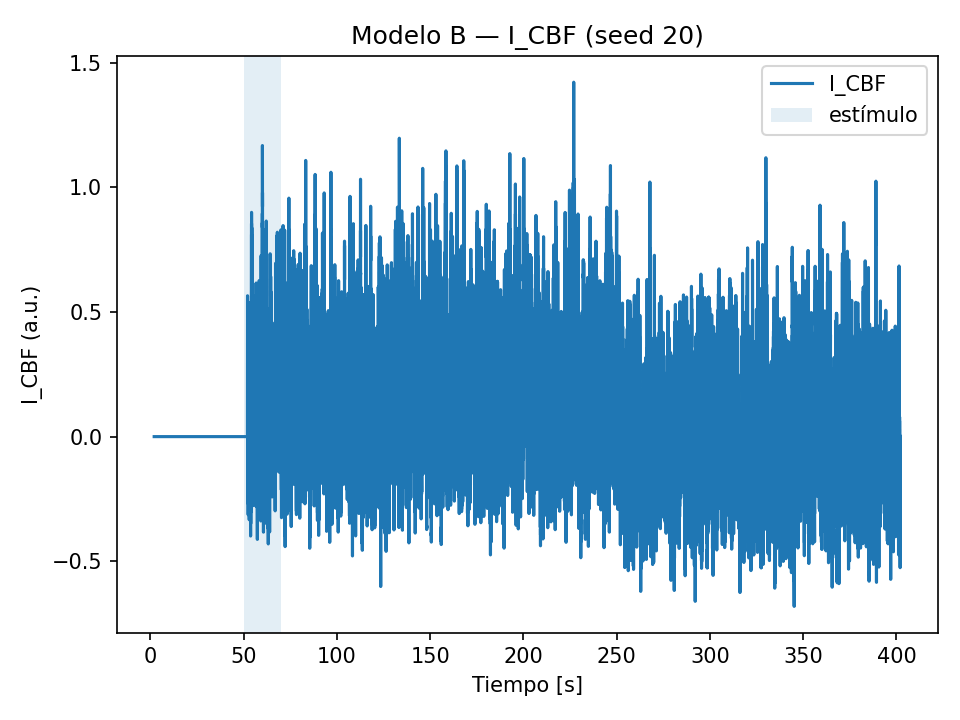 Modelo B — I_CBF (seed 20)
I_CBF
estímulo
I_CBF (a.u.)
1.5
1.0
0.5
0.0
−0.5
0 50 100 150 200 250 300 350 400
Tiempo [s]